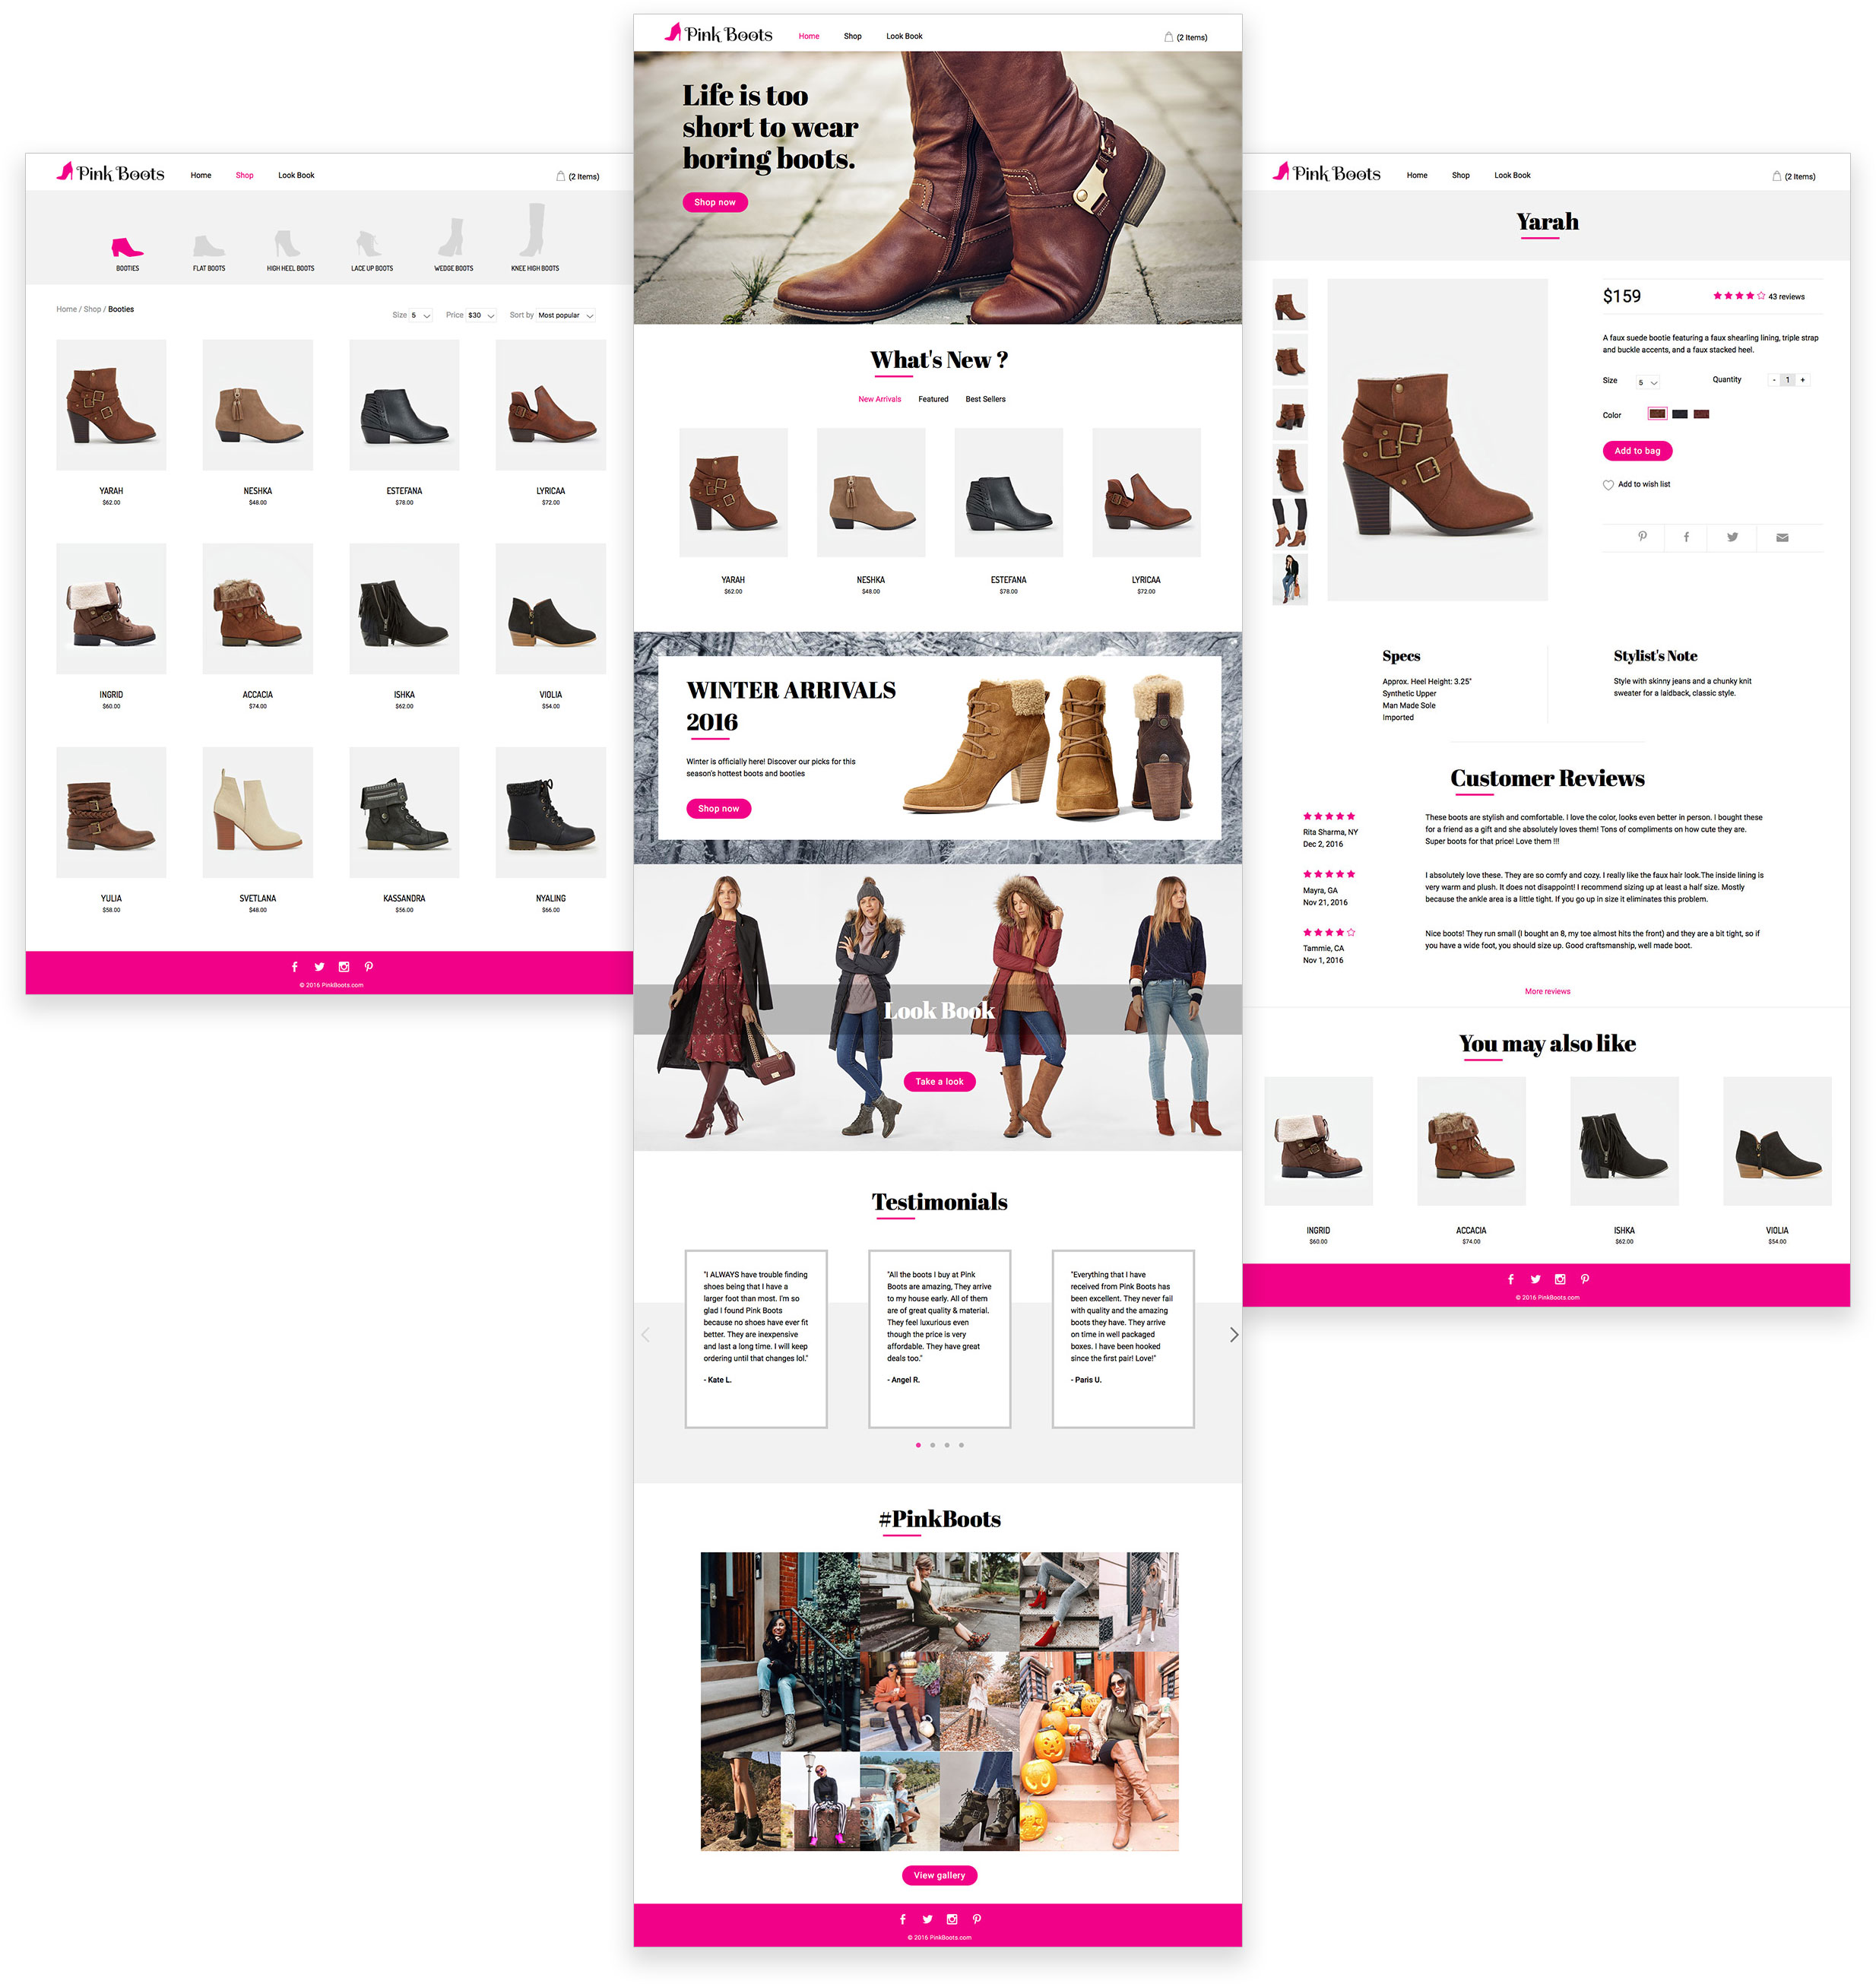 Pink Boots
Home
Shop
Look Book
(2 Items)
BOOTIES
FLAT BOOTS
HIGH HEEL BOOTS
LACE UP BOOTS
WEDGE BOOTS
KNEE HIGH BOOTS
Home / Shop / Booties
Size 5
Price $30
Sort by Most popular
YARAH
$62.00
NESHKA
$48.00
ESTEFANA
$78.00
LYRICAA
$72.00
INGRID
$60.00
ACCACIA
$74.00
ISHKA
$62.00
VIOLIA
$54.00
YULIA
$58.00
SVETLANA
$48.00
KASSANDRA
$56.00
NYALING
$66.00
© 2016 PinkBoots.com
Pink Boots
Home
Shop
Look Book
(2 Items)
Life is too
short to wear
boring boots.
Shop now
What's New ?
New Arrivals
Featured
Best Sellers
YARAH
$62.00
NESHKA
$48.00
ESTEFANA
$78.00
LYRICAA
$72.00
WINTER ARRIVALS
2016
Winter is officially here! Discover our picks for this
season's hottest boots and booties
Shop now
Look Book
Take a look
Testimonials
"I ALWAYS have trouble finding
shoes being that I have a
larger foot than most. I'm so
glad I found Pink Boots
because no shoes have ever fit
better. They are inexpensive
and last a long time. I will keep
ordering until that changes lol."
- Kate L.
"All the boots I buy at Pink
Boots are amazing, They arrive
to my house early. All of them
are of great quality & material.
They feel luxurious even
though the price is very
affordable. They have great
deals too."
- Angel R.
"Everything that I have
received from Pink Boots has
been excellent. They never fail
with quality and the amazing
boots they have. They arrive
on time in well packaged
boxes. I have been hooked
since the first pair! Love!"
- Paris U.
#PinkBoots
View gallery
© 2016 PinkBoots.com
Pink Boots
Home
Shop
Look Book
(2 Items)
Yarah
$159
43 reviews
A faux suede bootie featuring a faux shearling lining, triple strap
and buckle accents, and a faux stacked heel.
Size 5
Quantity - 1 +
Color
Add to bag
Add to wish list
Specs
Approx. Heel Height: 3.25"
Synthetic Upper
Man Made Sole
Imported
Stylist's Note
Style with skinny jeans and a chunky knit
sweater for a laidback, classic style.
Customer Reviews
Rita Sharma, NY
Dec 2, 2016
These boots are stylish and comfortable. I love the color, looks even better in person. I bought these
for a friend as a gift and she absolutely loves them! Tons of compliments on how cute they are.
Super boots for that price! Love them !!!
Mayra, GA
Nov 21, 2016
I absolutely love these. They are so comfy and cozy. I really like the faux hair look.The inside lining is
very warm and plush. It does not disappoint! I recommend sizing up at least a half size. Mostly
because the ankle area is a little tight. If you go up in size it eliminates this problem.
Tammie, CA
Nov 1, 2016
Nice boots! They run small (I bought an 8, my toe almost hits the front) and they are a bit tight, so if
you have a wide foot, you should size up. Good craftsmanship, well made boot.
More reviews
You may also like
INGRID
$60.00
ACCACIA
$74.00
ISHKA
$62.00
VIOLIA
$54.00
© 2016 PinkBoots.com